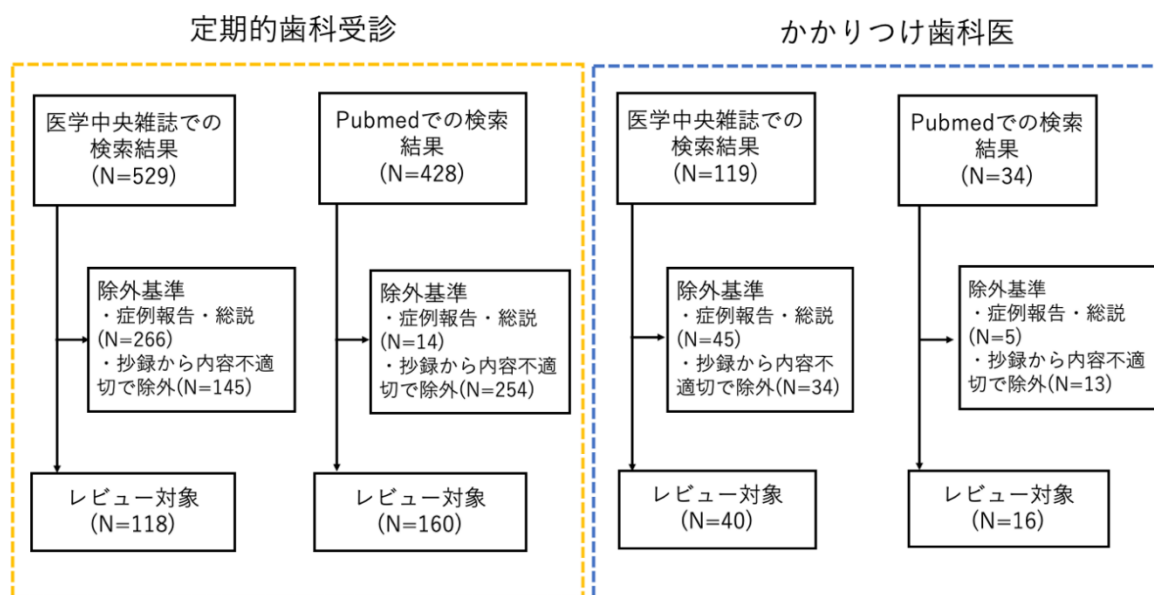 定期的歯科受診
医学中央雑誌での
検索結果
(N=529)
除外基準
・症例報告・総説
(N=266)
・抄録から内容不適
切で除外(N=145)
レビュー対象
(N=118)
Pubmedでの検索
結果
(N=428)
除外基準
・症例報告・総説
(N=14)
・抄録から内容不適
切で除外(N=254)
レビュー対象
(N=160)
かかりつけ歯科医
医学中央雑誌での
検索結果
(N=119)
除外基準
・症例報告・総説
(N=45)
・抄録から内容不
適切で除外(N=34)
レビュー対象
(N=40)
Pubmedでの検索
結果
(N=34)
除外基準
・症例報告・総説
(N=5)
・抄録から内容不適
切で除外(N=13)
レビュー対象
(N=16)